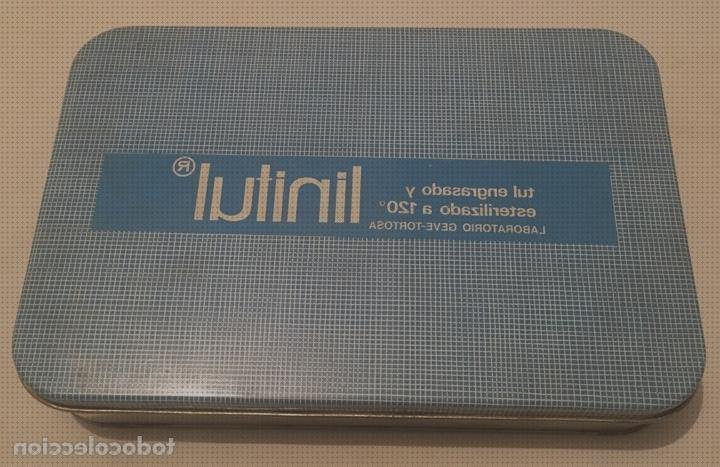 linitul®
tul engrasado y
esterilizado a 120°
LABORATORIO GEVE-TORTOSA
todocoleccion